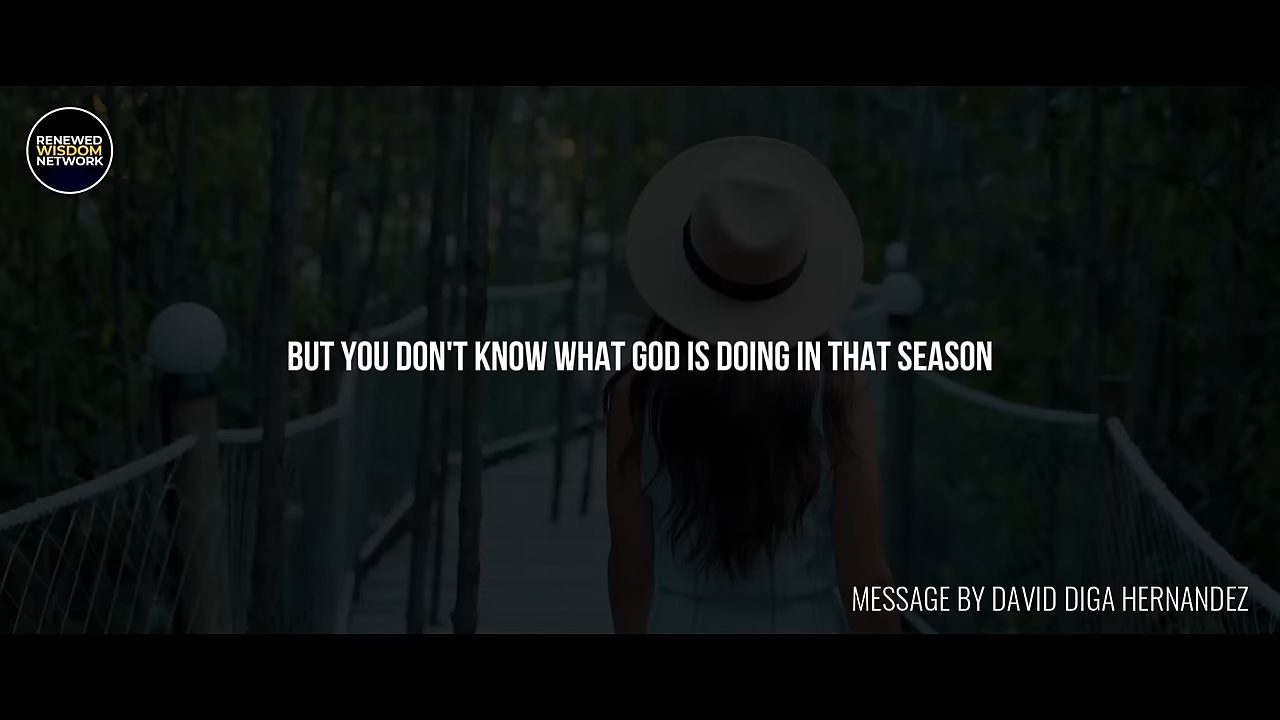 RENEWED
WISDOM
NETWORK
BUT YOU DON'T KNOW WHAT GOD IS DOING IN THAT SEASON
MESSAGE BY DAVID DIGA HERNANDEZ